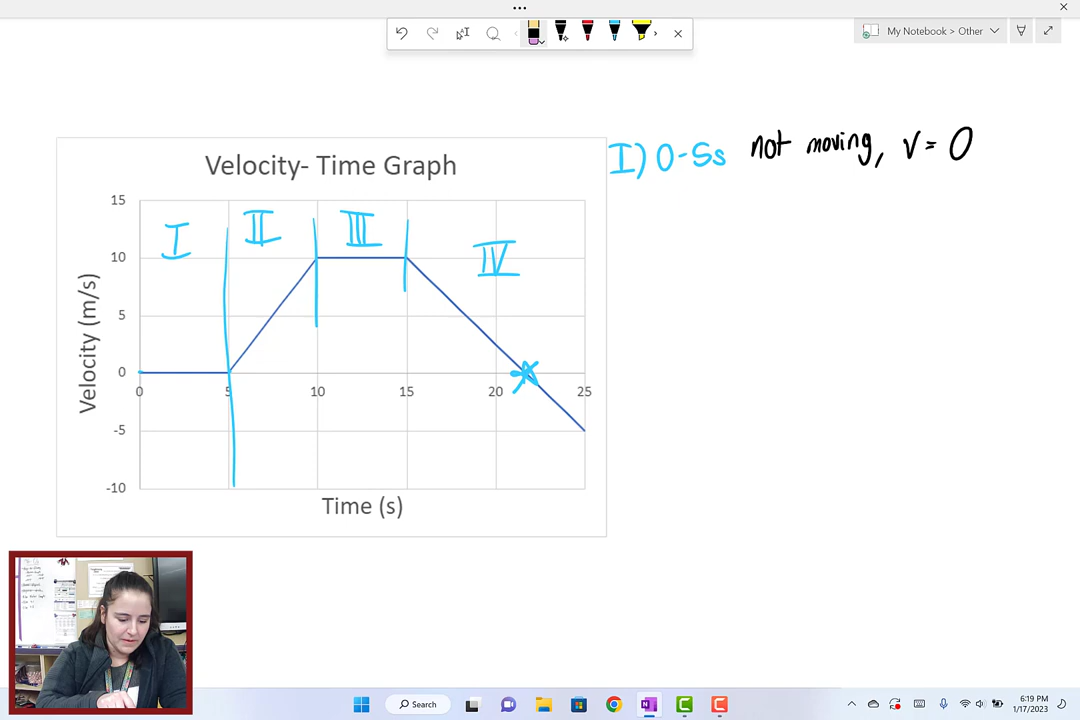 My Notebook > Other
I) 0-5s not moving, v = 0
Velocity- Time Graph
I II III IV
15
10
5
0
-5
-10
Velocity (m/s)
0 5 10 15 20 25
Time (s)
Search
6:19 PM
1/17/2023